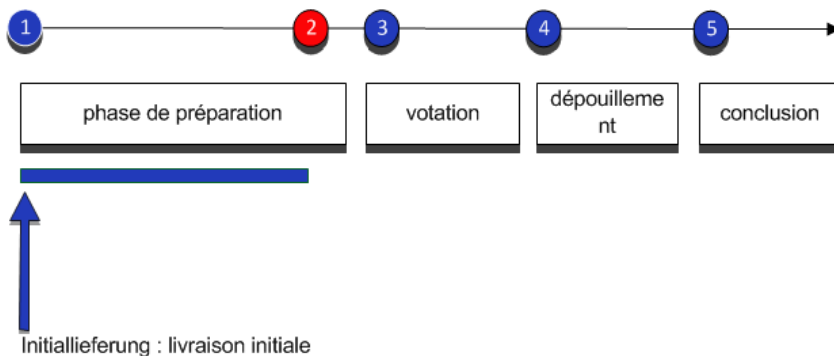 1 2 3 4 5
phase de préparation
votation
dépouilleme
nt
conclusion
Initiallieferung : livraison initiale